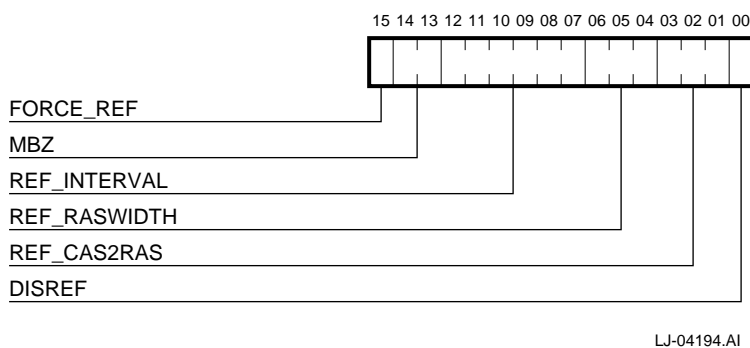 15 14 13 12 11 10 09 08 07 06 05 04 03 02 01 00
FORCE_REF
MBZ
REF_INTERVAL
REF_RASWIDTH
REF_CAS2RAS
DISREF
LJ-04194.AI